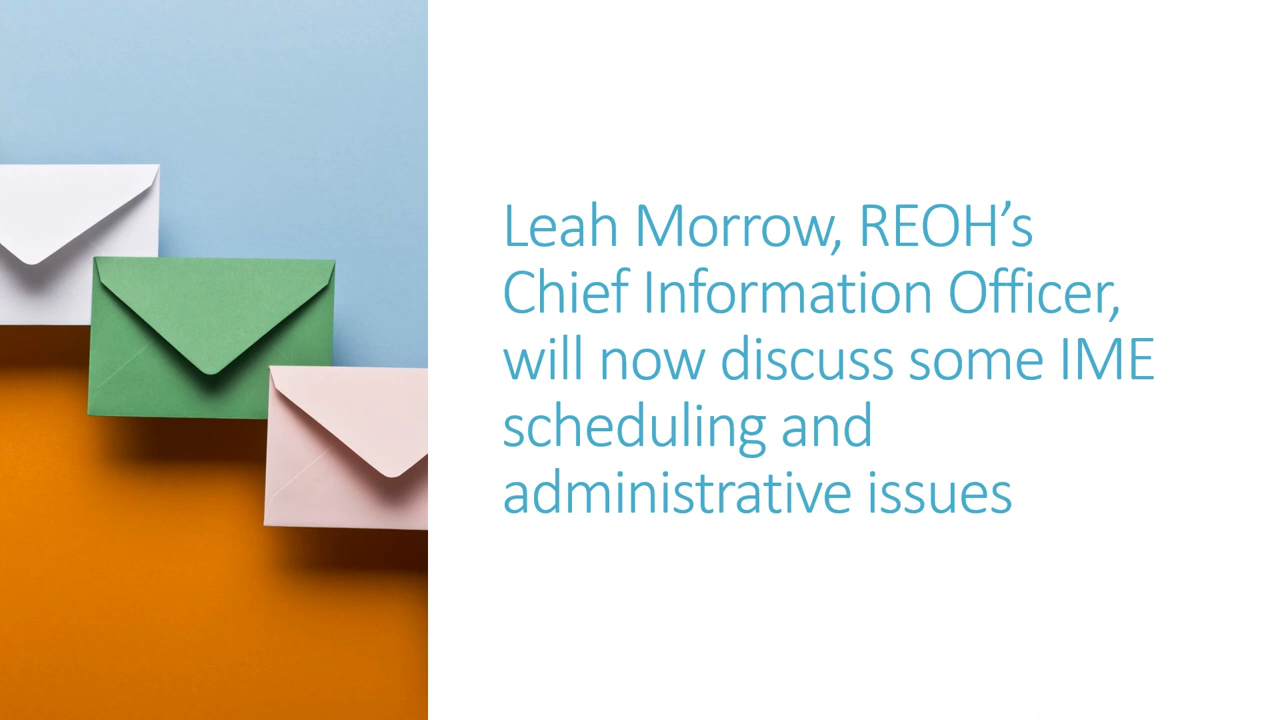 Leah Morrow, REOH’s
Chief Information Officer,
will now discuss some IME
scheduling and
administrative issues